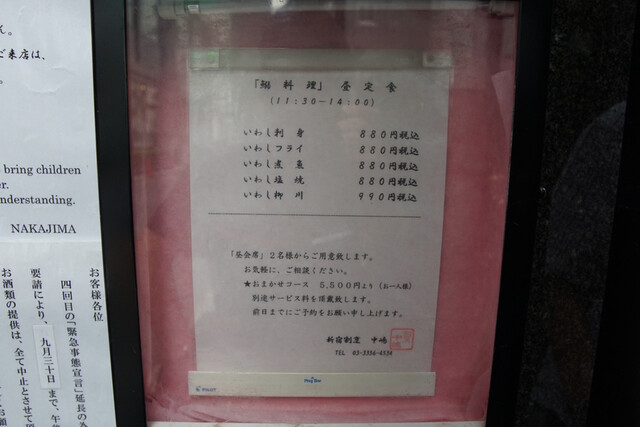 ん。
ご来店は、
。
bring children
er.
nderstanding.
NAKAJIMA
お客様各位
四回目の「緊急事態宣言」延長の為
要請により、九月三十日まで、午
お酒類の提供は、全て中止とさせて頂
「鰯料理」昼定食
(11:30－14:00)
いわし刺身 880円税込
いわしフライ 880円税込
いわし煮魚 880円税込
いわし塩焼 880円税込
いわし柳川 990円税込
「昼会席」2名様からご用意致します。
お気軽に、ご相談ください。
★おまかせコース 5,500円より（お一人様）
別途サービス料を頂戴致します。
前日までにご予約をお願い申し上げます。
新宿割烹 中嶋
TEL 03-3356-4534